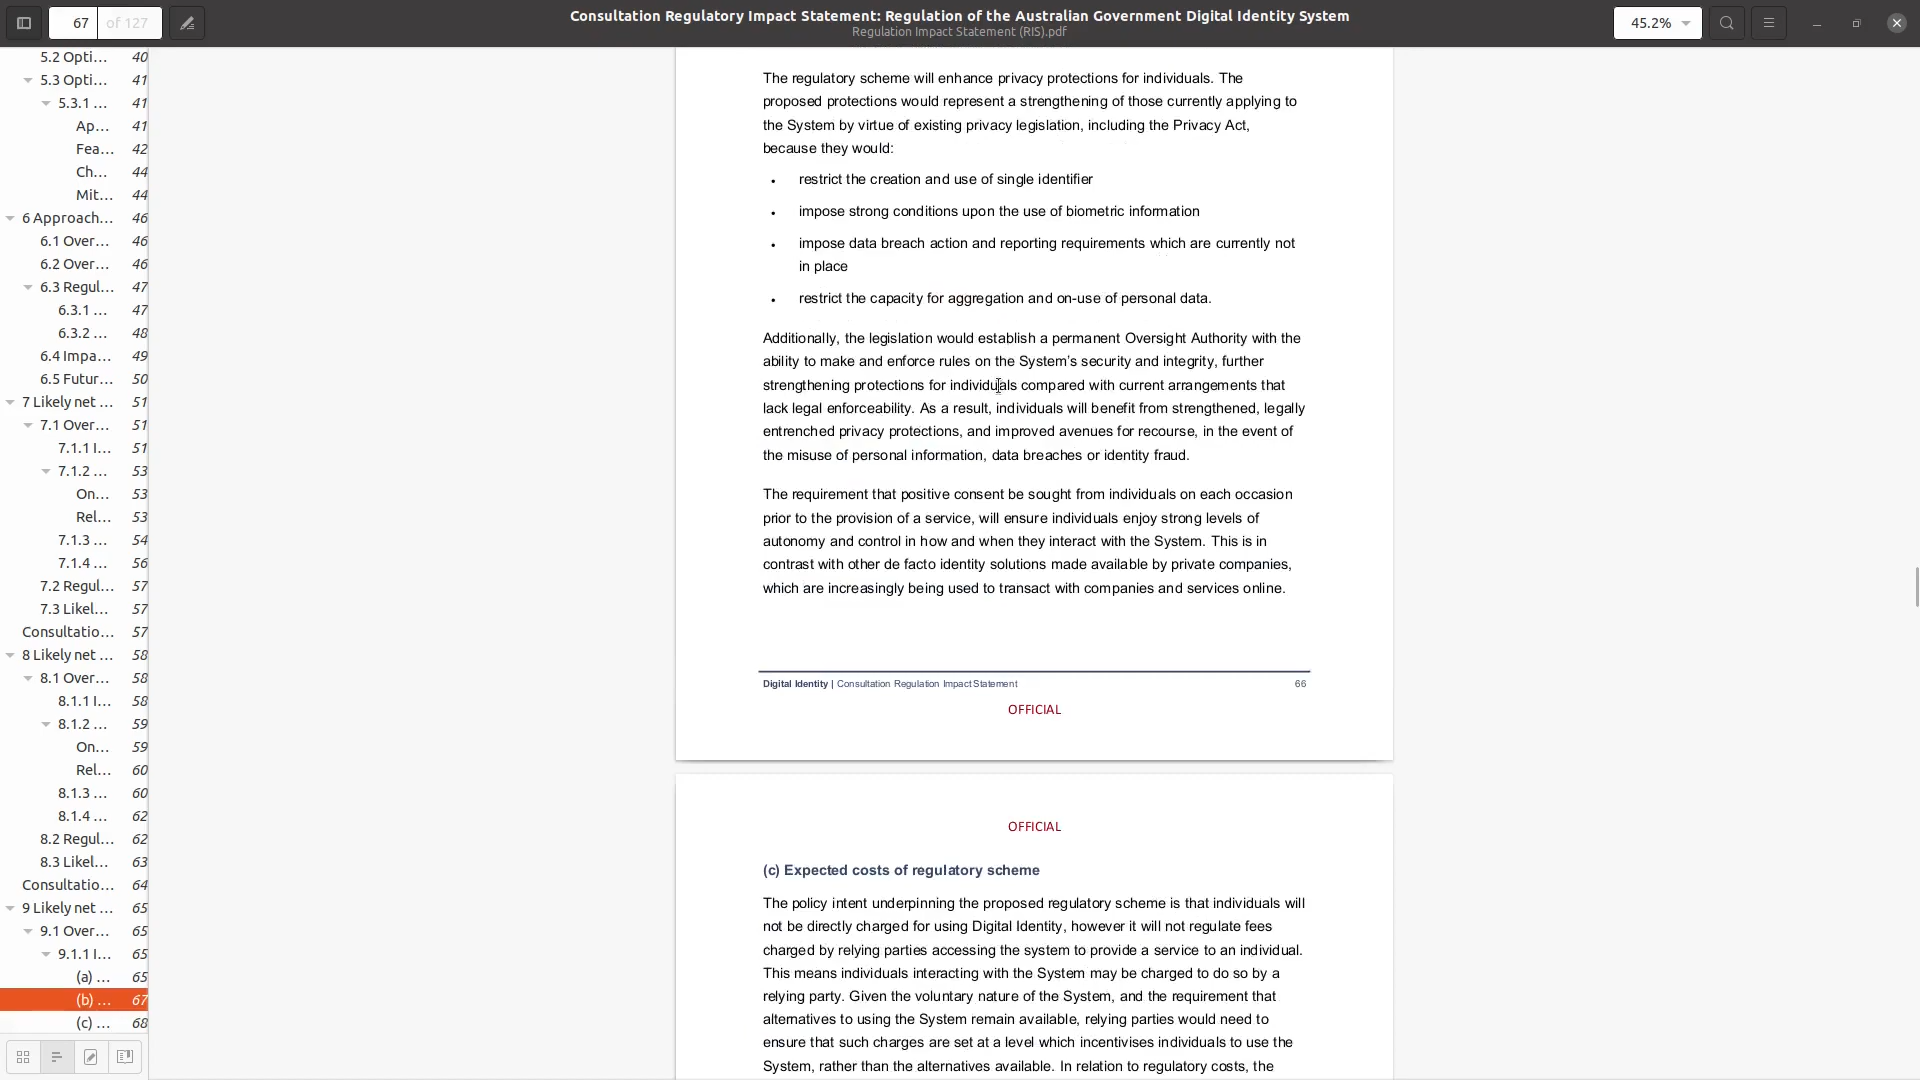 67
of 127
Consultation Regulatory Impact Statement: Regulation of the Australian Government Digital Identity System
Regulation Impact Statement (RIS).pdf
45.2%
5.2 Opti... 40
5.3 Opti... 41
5.3.1 ... 41
Ap... 41
Fea... 42
Ch... 44
Mit... 44
6 Approach... 46
6.1 Over... 46
6.2 Over... 46
6.3 Regul... 47
6.3.1 ... 47
6.3.2 ... 48
6.4 Impa... 49
6.5 Futur... 50
7 Likely net ... 51
7.1 Over... 51
7.1.1 I... 51
7.1.2 ... 53
On... 53
Rel... 53
7.1.3 ... 54
7.1.4 ... 56
7.2 Regul... 57
7.3 Likel... 57
Consultatio... 57
8 Likely net ... 58
8.1 Over... 58
8.1.1 I... 58
8.1.2 ... 59
On... 59
Rel... 60
8.1.3 ... 60
8.1.4 ... 62
8.2 Regul... 62
8.3 Likel... 63
Consultatio... 64
9 Likely net ... 65
9.1 Over... 65
9.1.1 I... 65
(a) ... 65
(b) ... 67
(c) ... 68
The regulatory scheme will enhance privacy protections for individuals. The
proposed protections would represent a strengthening of those currently applying to
the System by virtue of existing privacy legislation, including the Privacy Act,
because they would:
• restrict the creation and use of single identifier
• impose strong conditions upon the use of biometric information
• impose data breach action and reporting requirements which are currently not
in place
• restrict the capacity for aggregation and on-use of personal data.
Additionally, the legislation would establish a permanent Oversight Authority with the
ability to make and enforce rules on the System's security and integrity, further
strengthening protections for individuals compared with current arrangements that
lack legal enforceability. As a result, individuals will benefit from strengthened, legally
entrenched privacy protections, and improved avenues for recourse, in the event of
the misuse of personal information, data breaches or identity fraud.
The requirement that positive consent be sought from individuals on each occasion
prior to the provision of a service, will ensure individuals enjoy strong levels of
autonomy and control in how and when they interact with the System. This is in
contrast with other de facto identity solutions made available by private companies,
which are increasingly being used to transact with companies and services online.
Digital Identity | Consultation Regulation Impact Statement 66
OFFICIAL
OFFICIAL
(c) Expected costs of regulatory scheme
The policy intent underpinning the proposed regulatory scheme is that individuals will
not be directly charged for using Digital Identity, however it will not regulate fees
charged by relying parties accessing the system to provide a service to an individual.
This means individuals interacting with the System may be charged to do so by a
relying party. Given the voluntary nature of the System, and the requirement that
alternatives to using the System remain available, relying parties would need to
ensure that such charges are set at a level which incentivises individuals to use the
System, rather than the alternatives available. In relation to regulatory costs, the